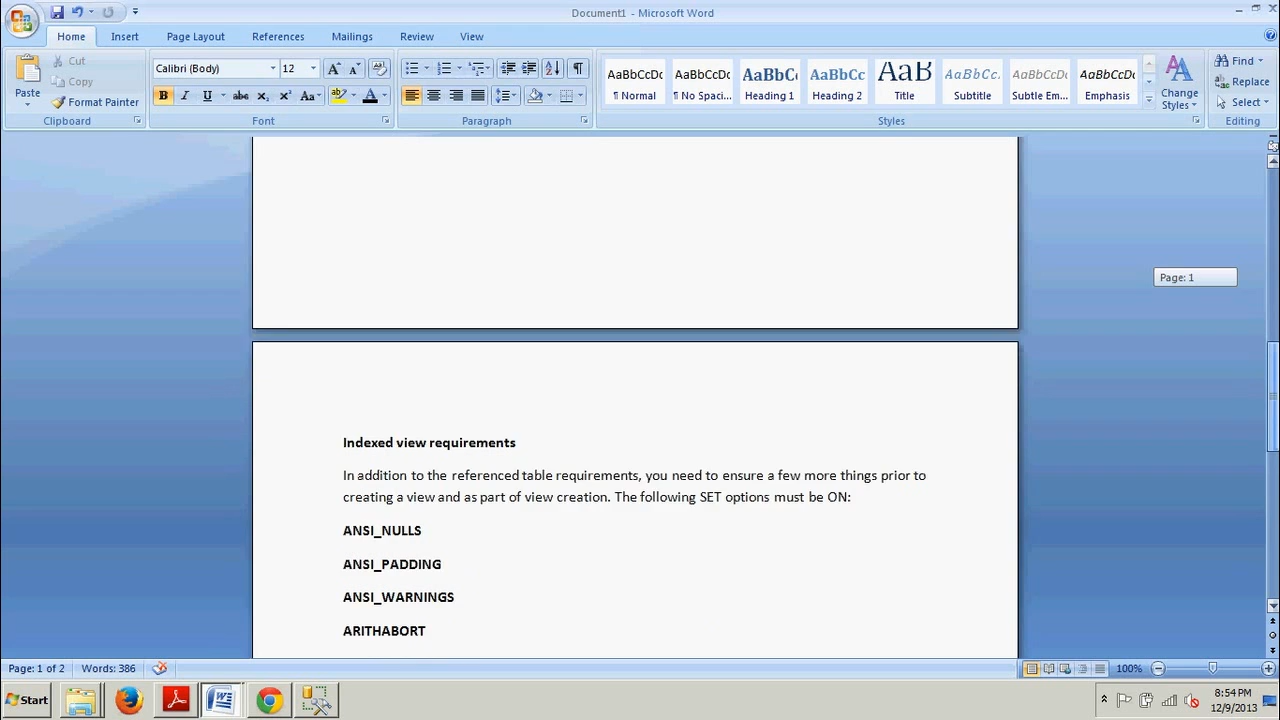 Document1 - Microsoft Word
Home Insert Page Layout References Mailings Review View
Paste Cut Copy Format Painter
Clipboard
Calibri (Body) 12
B I U abc X₂ X² Aa
Font
Paragraph
AaBbCcDc AaBbCcDc AaBbCc AaBbCc AaB AaBbCc. AaBbCcDc AaBbCcDc
¶ Normal ¶ No Spaci... Heading 1 Heading 2 Title Subtitle Subtle Em... Emphasis
Change Styles
Styles
Find
Replace
Select
Editing
Page: 1
Indexed view requirements
In addition to the referenced table requirements, you need to ensure a few more things prior to
creating a view and as part of view creation. The following SET options must be ON:
ANSI_NULLS
ANSI_PADDING
ANSI_WARNINGS
ARITHABORT
Page: 1 of 2 Words: 386 100%
Start 8:54 PM
12/9/2013